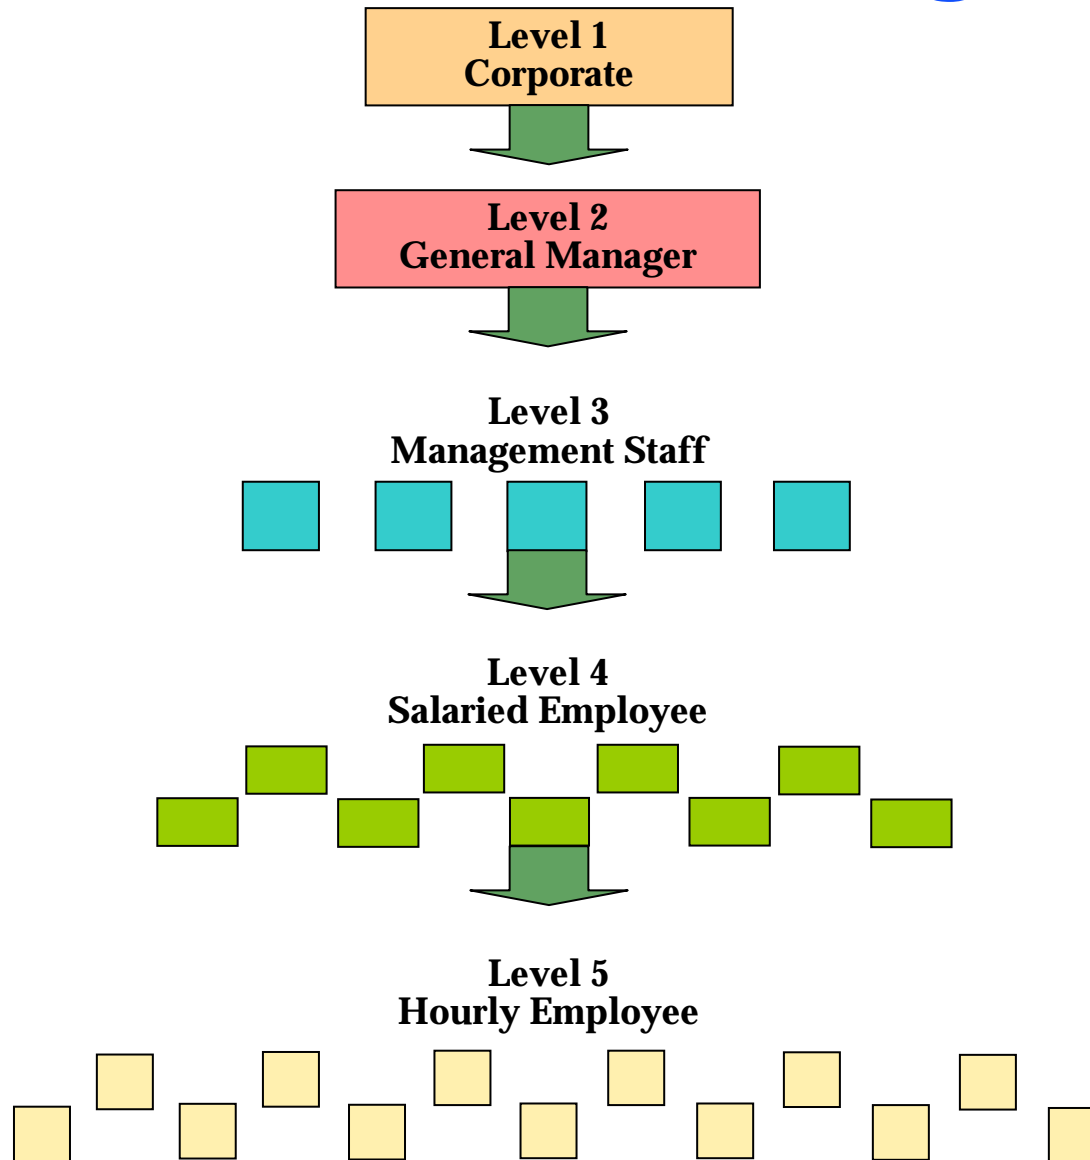 Level 1
Corporate
Level 2
General Manager
Level 3
Management Staff
Level 4
Salaried Employee
Level 5
Hourly Employee